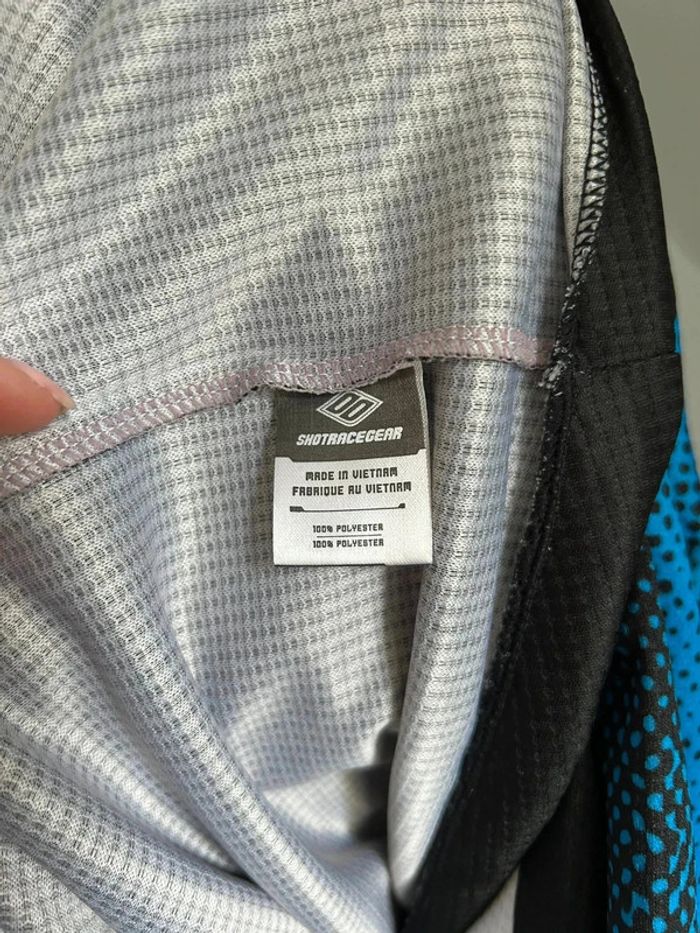 SHOTRACEGEAR
MADE IN VIETNAM
FABRIQUE AU VIETNAM
100% POLYESTER
100% POLYESTER